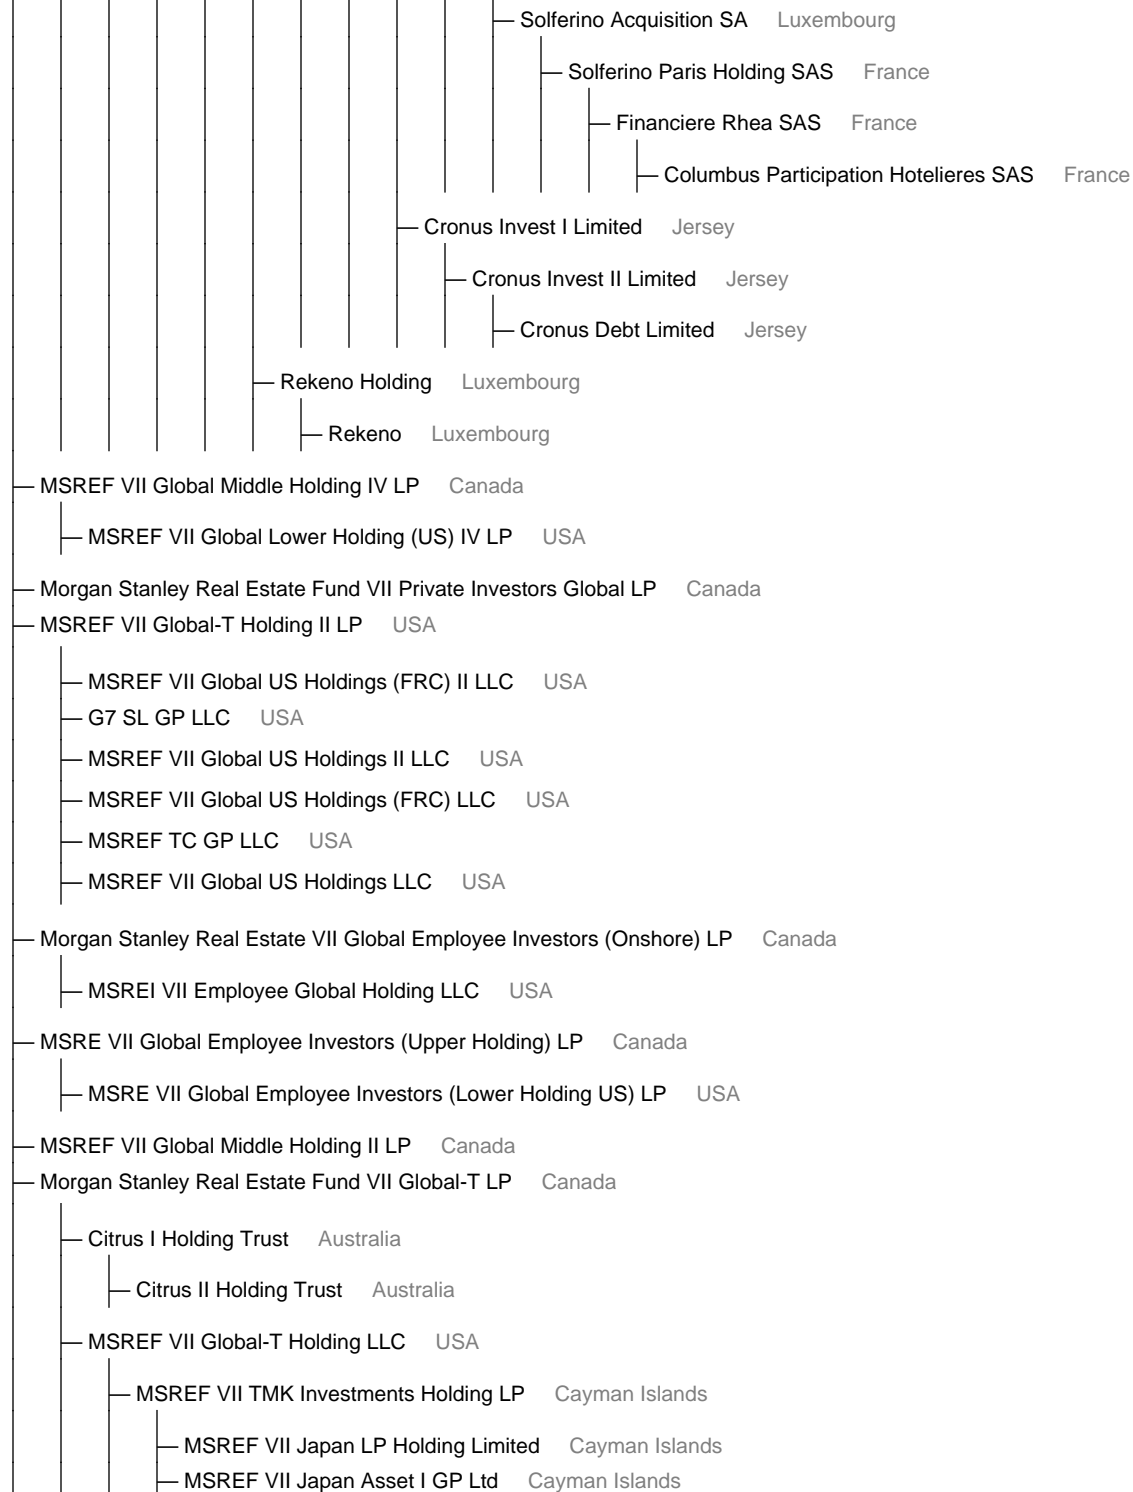 Solferino Acquisition SA Luxembourg
Solferino Paris Holding SAS France
Financiere Rhea SAS France
Columbus Participation Hotelieres SAS France
Cronus Invest I Limited Jersey
Cronus Invest II Limited Jersey
Cronus Debt Limited Jersey
Rekeno Holding Luxembourg
Rekeno Luxembourg
MSREF VII Global Middle Holding IV LP Canada
MSREF VII Global Lower Holding (US) IV LP USA
Morgan Stanley Real Estate Fund VII Private Investors Global LP Canada
MSREF VII Global-T Holding II LP USA
MSREF VII Global US Holdings (FRC) II LLC USA
G7 SL GP LLC USA
MSREF VII Global US Holdings II LLC USA
MSREF VII Global US Holdings (FRC) LLC USA
MSREF TC GP LLC USA
MSREF VII Global US Holdings LLC USA
Morgan Stanley Real Estate VII Global Employee Investors (Onshore) LP Canada
MSREI VII Employee Global Holding LLC USA
MSRE VII Global Employee Investors (Upper Holding) LP Canada
MSRE VII Global Employee Investors (Lower Holding US) LP USA
MSREF VII Global Middle Holding II LP Canada
Morgan Stanley Real Estate Fund VII Global-T LP Canada
Citrus I Holding Trust Australia
Citrus II Holding Trust Australia
MSREF VII Global-T Holding LLC USA
MSREF VII TMK Investments Holding LP Cayman Islands
MSREF VII Japan LP Holding Limited Cayman Islands
MSREF VII Japan Asset I GP Ltd Cayman Islands